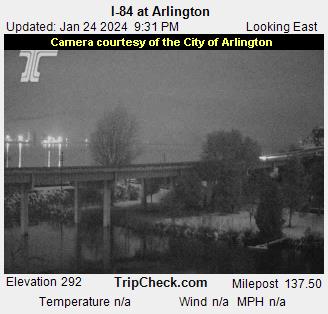 I-84 at Arlington
Updated: Jan 24 2024 9:31 PM Looking East
Camera courtesy of the City of Arlington
Elevation 292 TripCheck.com Milepost 137.50
Temperature n/a Wind n/a MPH n/a